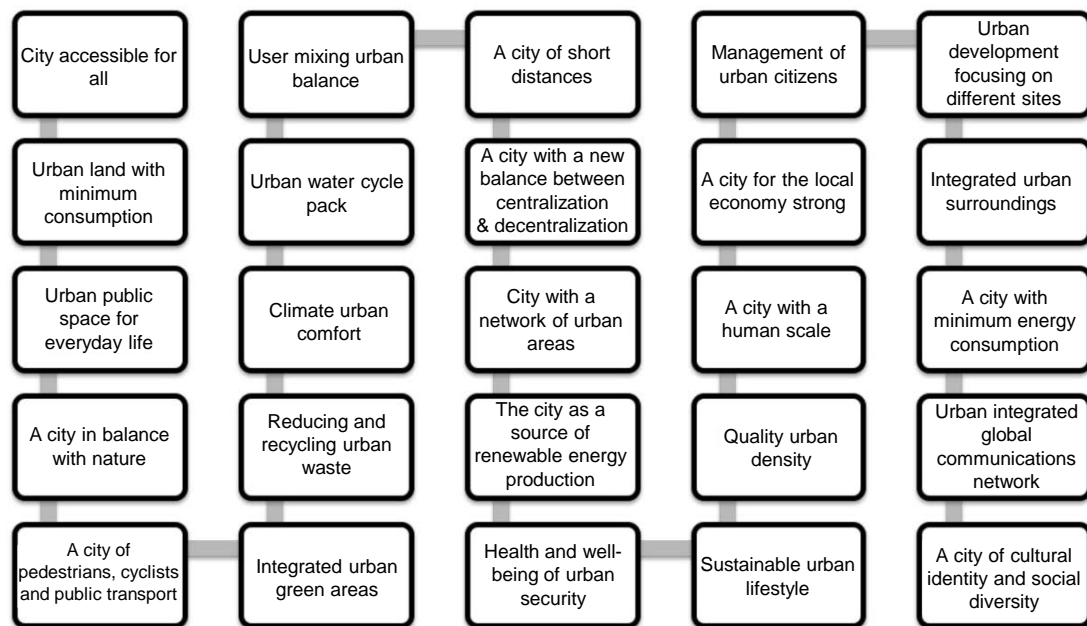 City accessible for
all
Urban land with
minimum
consumption
Urban public
space for
everyday life
A city in balance
with nature
A city of
pedestrians, cyclists
and public transport
Integrated urban
green areas
Reducing and
recycling urban
waste
Climate urban
comfort
Urban water cycle
pack
User mixing urban
balance
A city of short
distances
A city with a new
balance between
centralization
& decentralization
City with a
network of urban
areas
The city as a
source of
renewable energy
production
Health and well-
being of urban
security
Sustainable urban
lifestyle
Quality urban
density
A city with a
human scale
A city for the local
economy strong
Management of
urban citizens
Urban
development
focusing on
different sites
Integrated urban
surroundings
A city with
minimum energy
consumption
Urban integrated
global
communications
network
A city of cultural
identity and social
diversity